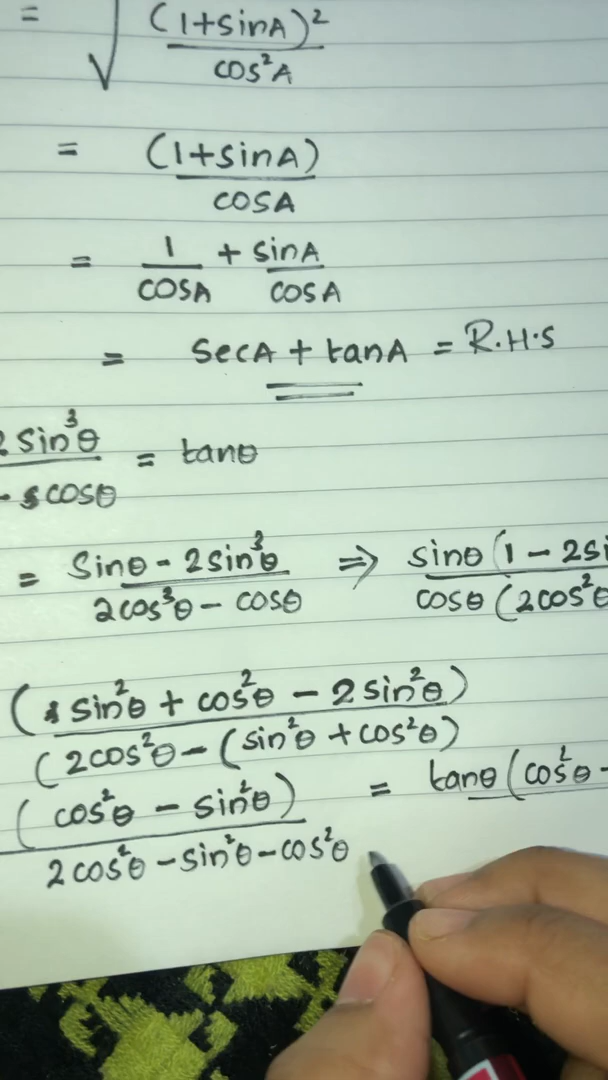 = √ (1+sinA)² / cos²A
= (1+sinA) / cosA
= 1/cosA + sinA/cosA
= secA + tanA = R.H.S
2sin³θ / - cosθ = tanθ
= sinθ - 2sin³θ / 2cos³θ - cosθ ⇒ sinθ (1 - 2si / cosθ (2cos²θ
(sin²θ + cos²θ - 2sin²θ) / (2cos²θ - (sin²θ + cos²θ)
(cos²θ - sin²θ) / 2cos²θ - sin²θ - cos²θ = tanθ (cos²θ -